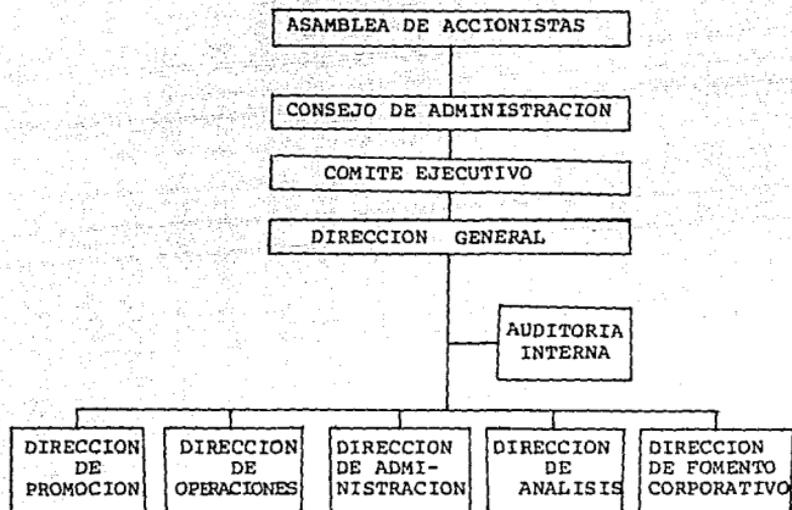 ASAMBLEA DE ACCIONISTAS
CONSEJO DE ADMINISTRACION
COMITE EJECUTIVO
DIRECCION GENERAL
AUDITORIA
INTERNA
DIRECCION
DE
PROMOCION
DIRECCION
DE
OPERACIONES
DIRECCION
DE ADMI-
NISTRACION
DIRECCION
DE
ANALISIS
DIRECCION
DE FOMENTO
CORPORATIVO